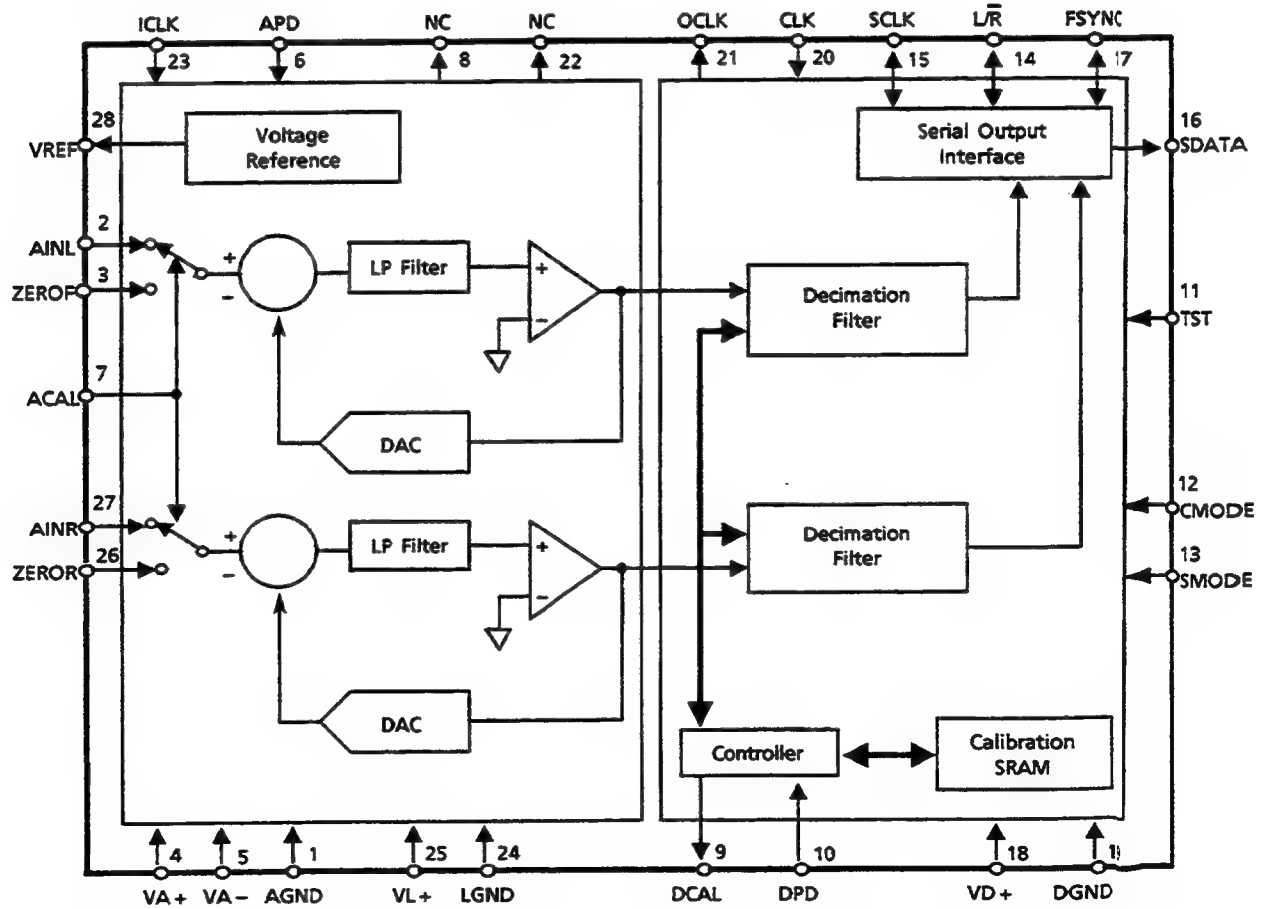 ICLK APD NC NC OCLK CLK SCLK L/R̅ FSYNC
23 6 8 22 21 20 15 14 17
28
VREF
Voltage
Reference
Serial Output
Interface
16
SDATA
2
AINL
3
ZEROF
+
−
LP Filter
+
−
Decimation
Filter
11
TST
7
ACAL
DAC
27
AINR
26
ZEROR
+
−
LP Filter
+
−
Decimation
Filter
12
CMODE
13
SMODE
DAC
Controller
Calibration
SRAM
4 5 1 25 24 9 10 18
VA+ VA− AGND VL+ LGND DCAL DPD VD+ DGND